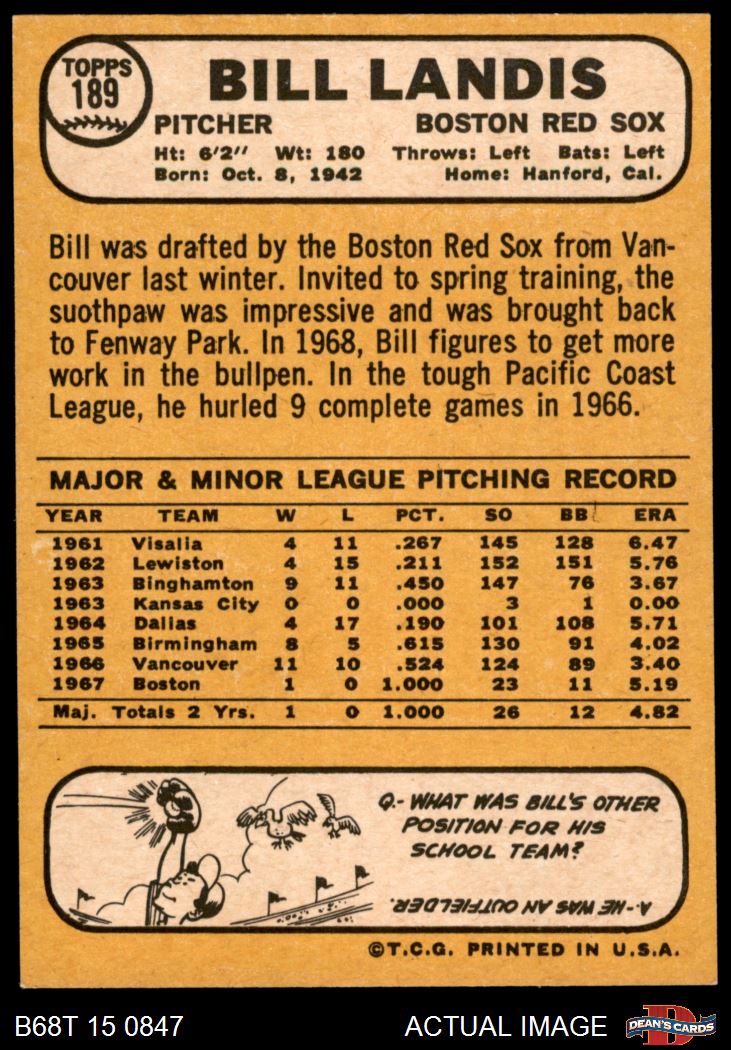 TOPPS
189
BILL LANDIS
PITCHER BOSTON RED SOX
Ht: 6'2" Wt: 180 Throws: Left Bats: Left
Born: Oct. 8, 1942 Home: Hanford, Cal.
Bill was drafted by the Boston Red Sox from Van-
couver last winter. Invited to spring training, the
suothpaw was impressive and was brought back
to Fenway Park. In 1968, Bill figures to get more
work in the bullpen. In the tough Pacific Coast
League, he hurled 9 complete games in 1966.
MAJOR & MINOR LEAGUE PITCHING RECORD
YEAR TEAM W L PCT. SO BB ERA
1961 Visalia 4 11 .267 145 128 6.47
1962 Lewiston 4 15 .211 152 151 5.76
1963 Binghamton 9 11 .450 147 76 3.67
1963 Kansas City 0 0 .000 3 1 0.00
1964 Dallas 4 17 .190 101 108 5.71
1965 Birmingham 8 5 .615 130 91 4.02
1966 Vancouver 11 10 .524 124 89 3.40
1967 Boston 1 0 1.000 23 11 5.19
Maj. Totals 2 Yrs. 1 0 1.000 26 12 4.82
Q.- WHAT WAS BILL'S OTHER
POSITION FOR HIS
SCHOOL TEAM?
A.- HE WAS AN OUTFIELDER.
©T.C.G. PRINTED IN U.S.A.
B68T 15 0847 ACTUAL IMAGE D DEAN'S CARDS